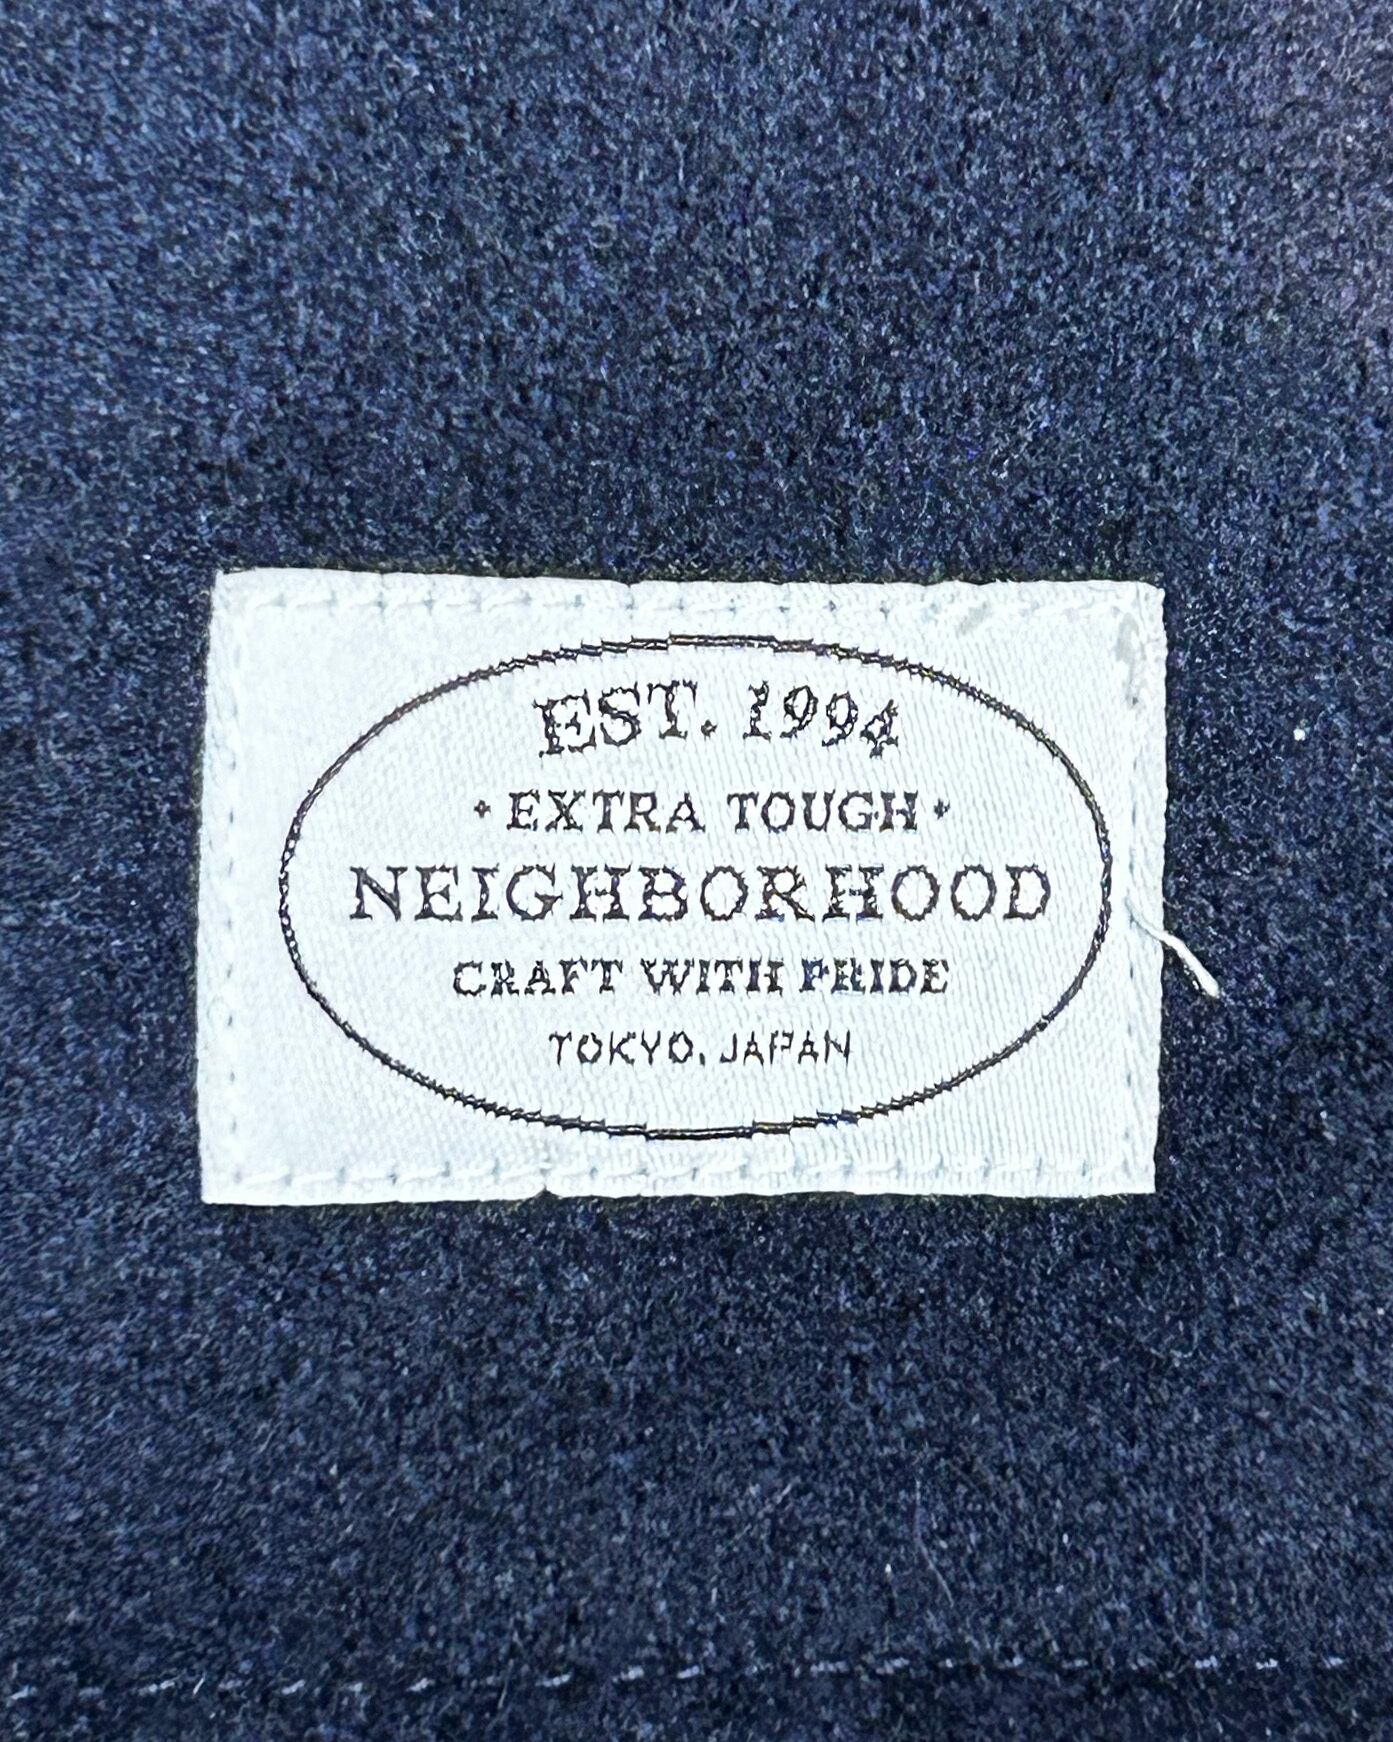 EST. 1994
· EXTRA TOUGH ·
NEIGHBORHOOD
CRAFT WITH PRIDE
TOKYO, JAPAN